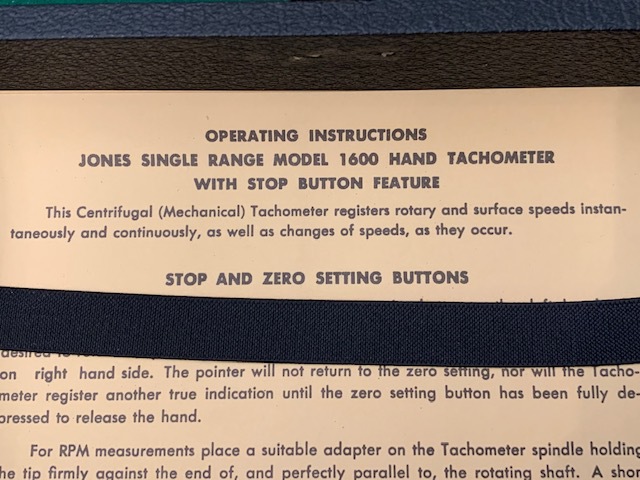 OPERATING INSTRUCTIONS
JONES SINGLE RANGE MODEL 1600 HAND TACHOMETER
WITH STOP BUTTON FEATURE
This Centrifugal (Mechanical) Tachometer registers rotary and surface speeds instan-
taneously and continuously, as well as changes of speeds, as they occur.
STOP AND ZERO SETTING BUTTONS
on right hand side. The pointer will not return to the zero setting, nor will the Tacho-
meter register another true indication until the zero setting button has been fully de-
pressed to release the hand.
For RPM measurements place a suitable adapter on the Tachometer spindle holding
the tip firmly against the end of, and perfectly parallel to, the rotating shaft. A shor